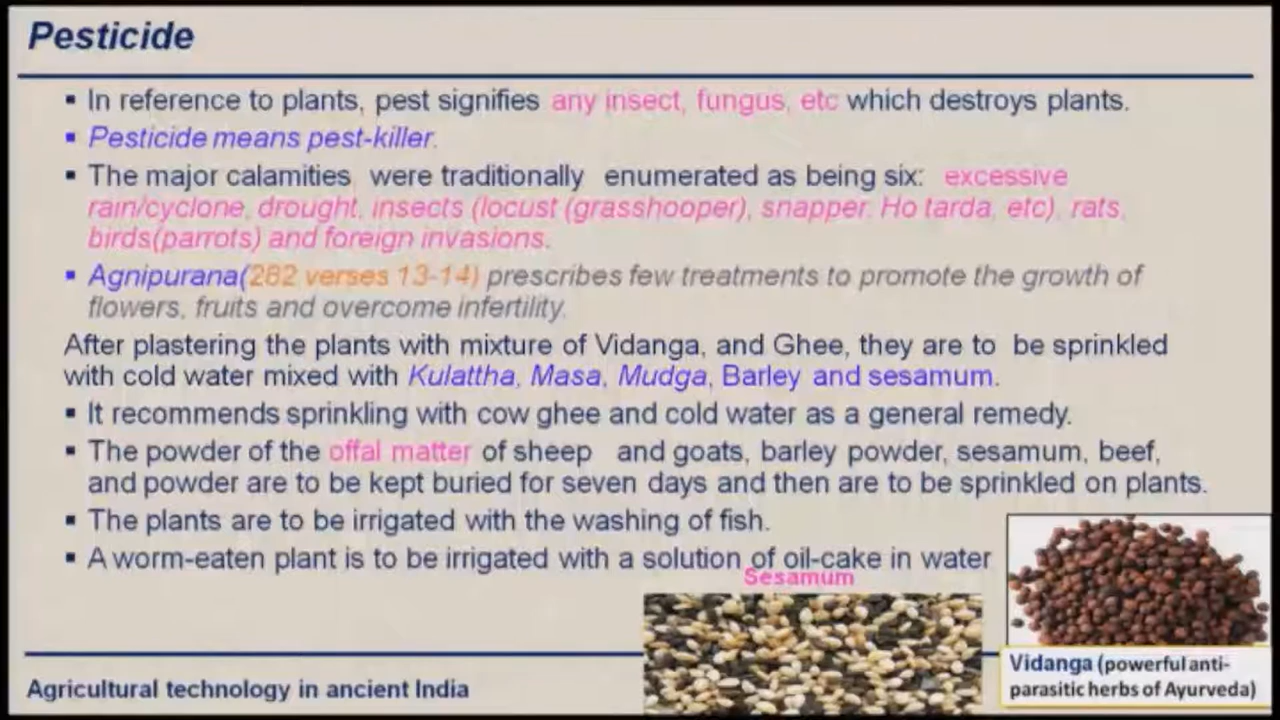 Pesticide
▪ In reference to plants, pest signifies any insect, fungus, etc which destroys plants.
▪ Pesticide means pest-killer.
▪ The major calamities were traditionally enumerated as being six: excessive
rain/cyclone, drought, insects (locust (grasshooper), snapper, Ho tarda, etc), rats,
birds(parrots) and foreign invasions.
▪ Agnipurana(282 verses 13-14) prescribes few treatments to promote the growth of
flowers, fruits and overcome infertility.
After plastering the plants with mixture of Vidanga, and Ghee, they are to be sprinkled
with cold water mixed with Kulattha, Masa, Mudga, Barley and sesamum.
▪ It recommends sprinkling with cow ghee and cold water as a general remedy.
▪ The powder of the offal matter of sheep and goats, barley powder, sesamum, beef,
and powder are to be kept buried for seven days and then are to be sprinkled on plants.
▪ The plants are to be irrigated with the washing of fish.
▪ A worm-eaten plant is to be irrigated with a solution of oil-cake in water
Sesamum
Vidanga (powerful anti-
parasitic herbs of Ayurveda)
Agricultural technology in ancient India